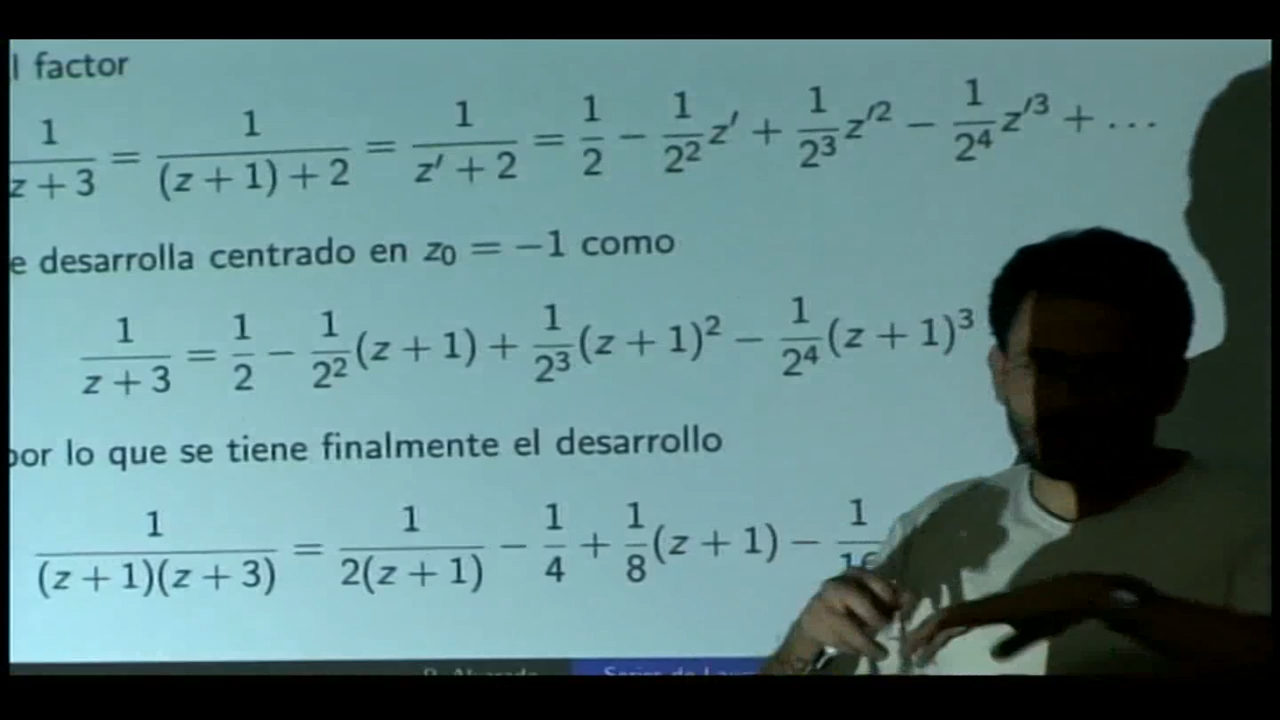 l factor
1/(z + 3) = 1/((z + 1) + 2) = 1/(z′ + 2) = 1/2 − 1/2² z′ + 1/2³ z′² − 1/2⁴ z′³ + …
e desarrolla centrado en z₀ = −1 como
1/(z + 3) = 1/2 − 1/2² (z + 1) + 1/2³ (z + 1)² − 1/2⁴ (z + 1)³
por lo que se tiene finalmente el desarrollo
1/((z + 1)(z + 3)) = 1/(2(z + 1)) − 1/4 + 1/8 (z + 1) − 1/16